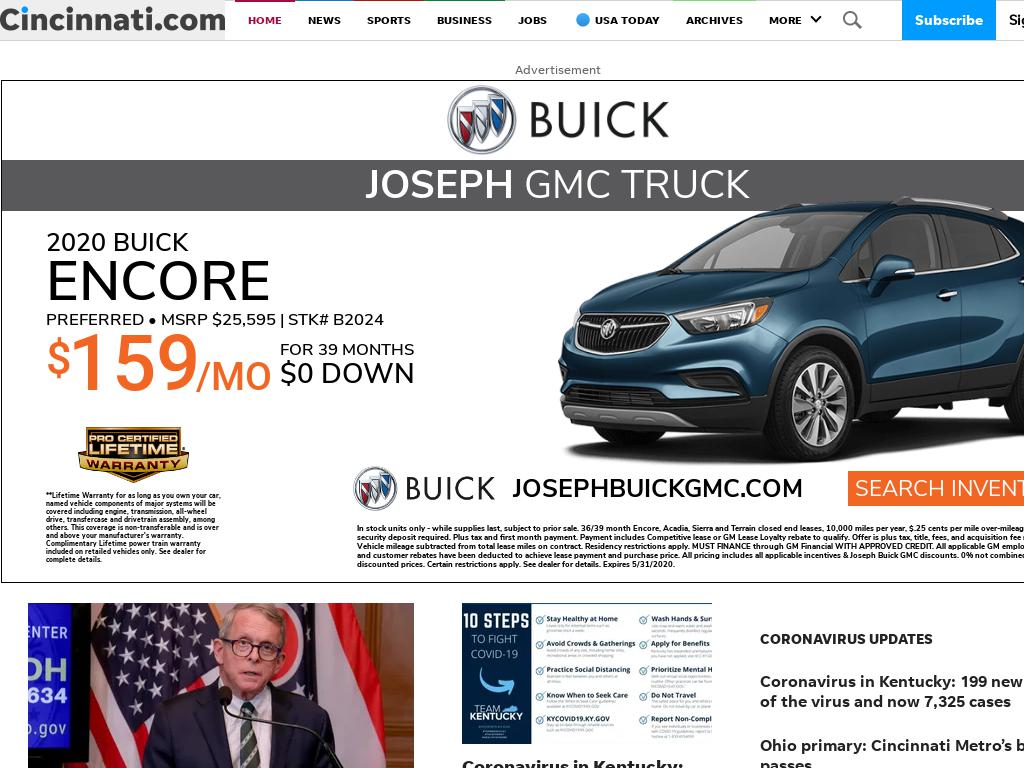 Cincinnati.com
HOME
NEWS
SPORTS
BUSINESS
JOBS
USA TODAY
ARCHIVES
MORE
Subscribe
Advertisement
BUICK
JOSEPH GMC TRUCK
2020 BUICK
ENCORE
PREFERRED • MSRP $25,595 | STK# B2024
$159/MO
FOR 39 MONTHS
$0 DOWN
PRO CERTIFIED
LIFETIME
WARRANTY
**Lifetime Warranty for as long as you own your car,
named vehicle components of major systems will be
covered including engine, transmission, all-wheel
drive, transfercase and drivetrain assembly, among
others. This coverage is non-transferable and is over
and above your manufacturer's warranty.
Complimentary Lifetime power train warranty
included on retailed vehicles only. See dealer for
complete details.
BUICK
JOSEPHBUICKGMC.COM
SEARCH INVENT
In stock units only - while supplies last, subject to prior sale. 36/39 month Encore, Acadia, Sierra and Terrain closed end leases, 10,000 miles per year, $.25 cents per mile over-mileag
security deposit required. Plus tax and first month payment. Payment includes Competitive lease or GM Lease Loyalty rebate to qualify. Offer is plus tax, title, fees, and acquisition fee
Vehicle mileage subtracted from total lease miles on contract. Residency restrictions apply. MUST FINANCE through GM Financial WITH APPROVED CREDIT. All applicable GM emplo
and customer rebates have been deducted to achieve lease payment and purchase price. All pricing includes all applicable incentives & Joseph Buick GMC discounts. 0% not combine
discounted prices. Certain restrictions apply. See dealer for details. Expires 5/31/2020.
ENTER
OH
634
o.gov
10 STEPS
TO FIGHT
COVID-19
TEAM
KENTUCKY
Stay Healthy at Home
Avoid Crowds & Gatherings
Practice Social Distancing
Know When to Seek Care
KYCOVID19.KY.GOV
Wash Hands & Sur
Apply for Benefits
Prioritize Mental H
Do Not Travel
Report Non-Compl
Coronavirus in Kentucky:
CORONAVIRUS UPDATES
Coronavirus in Kentucky: 199 new
of the virus and now 7,325 cases
Ohio primary: Cincinnati Metro's b
passes